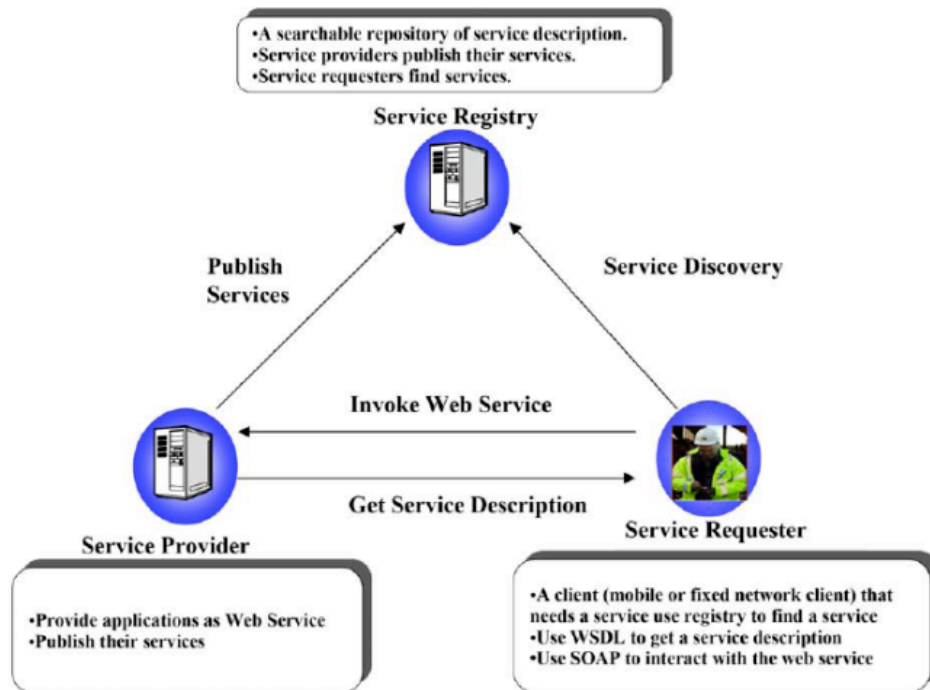 •A searchable repository of service description.
•Service providers publish their services.
•Service requesters find services.
Service Registry
Publish
Services
Service Discovery
Invoke Web Service
Get Service Description
Service Provider
Service Requester
•Provide applications as Web Service
•Publish their services
•A client (mobile or fixed network client) that
needs a service use registry to find a service
•Use WSDL to get a service description
•Use SOAP to interact with the web service